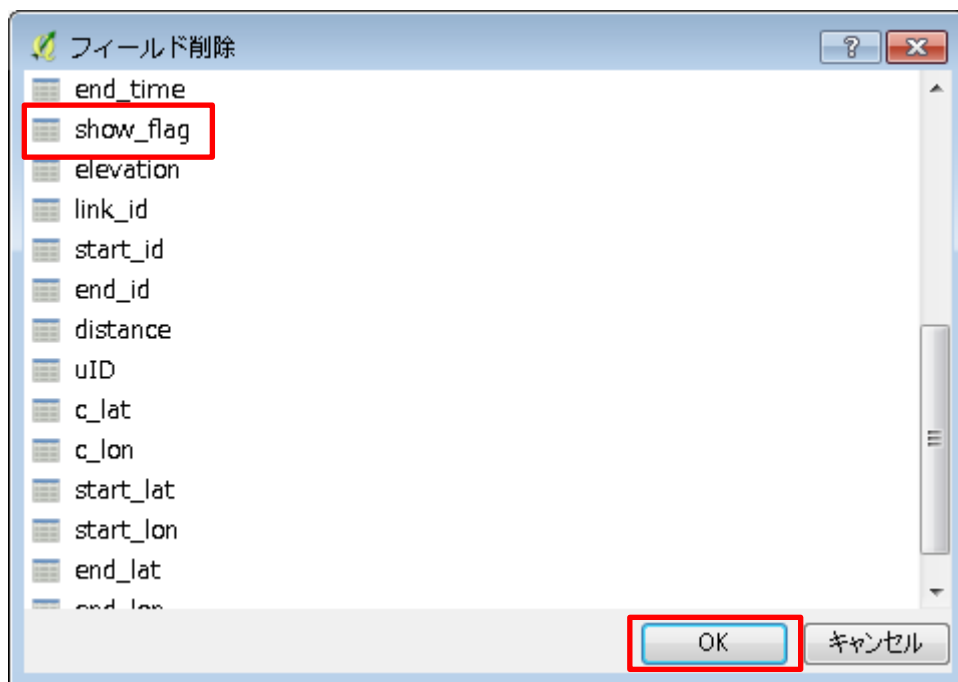 フィールド削除
end_time
show_flag
elevation
link_id
start_id
end_id
distance
uID
c_lat
c_lon
start_lat
start_lon
end_lat
end_lon
OK
キャンセル